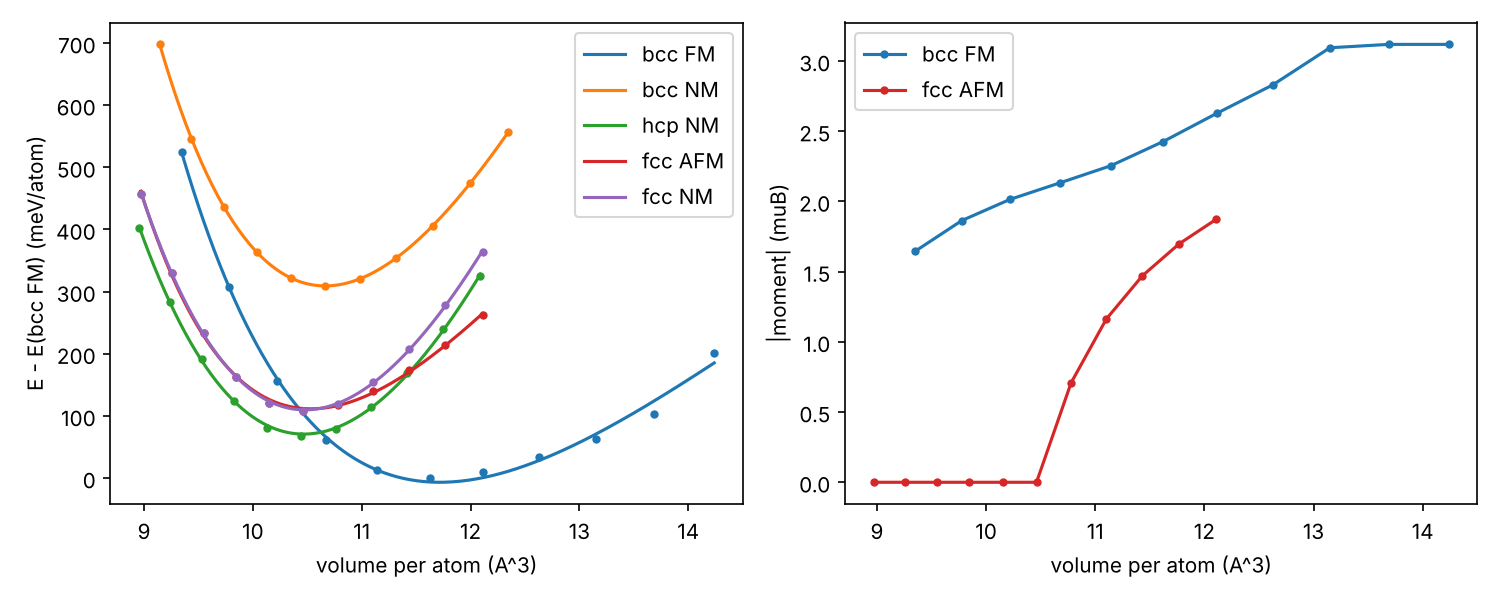 E - E(bcc FM) (meV/atom)
700
600
500
400
300
200
100
0
bcc FM
bcc NM
hcp NM
fcc AFM
fcc NM
9
10
11
12
13
14
volume per atom (A^3)
|moment| (muB)
3.0
2.5
2.0
1.5
1.0
0.5
0.0
bcc FM
fcc AFM
9
10
11
12
13
14
volume per atom (A^3)